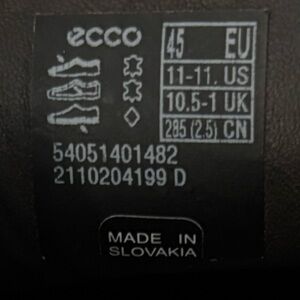 ecco
45 EU
11-11. US
10.5-1 UK
285 (2.5) CN
54051401482
2110204199 D
MADE IN
SLOVAKIA